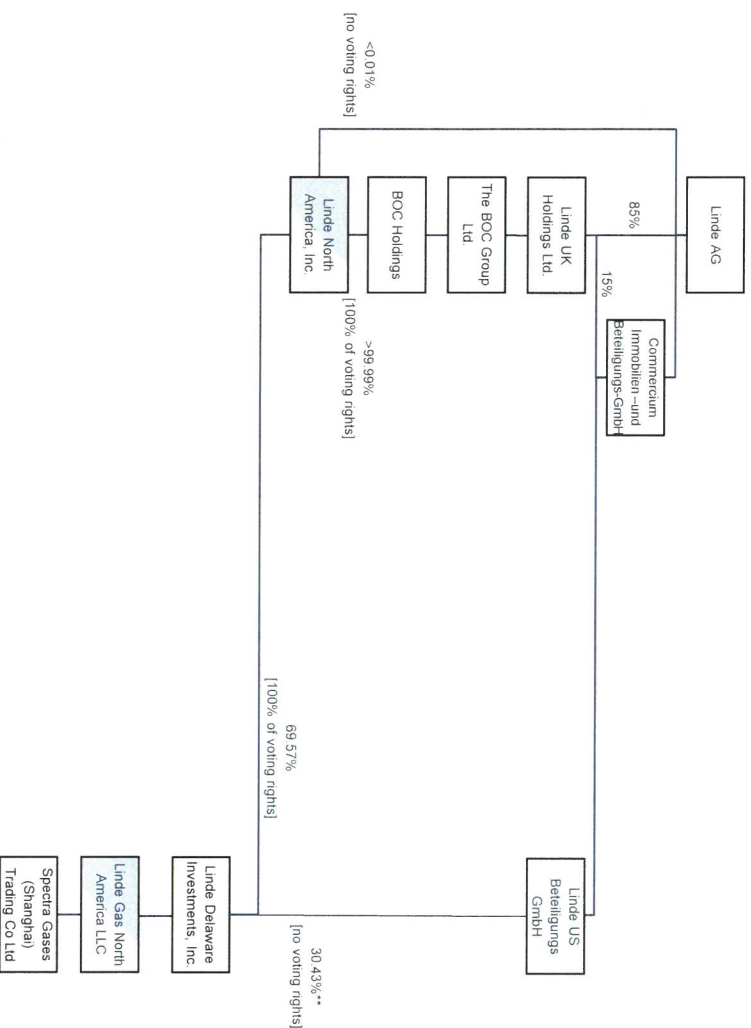 Linde AG
85%
15%
Commercium
Immobilien –und
Beteiligungs-GmbH
Linde UK
Holdings Ltd.
Linde US
Beteiligungs
GmbH
The BOC Group
Ltd.
BOC Holdings
<0.01%
[no voting rights]
>99.99%
[100% of voting rights]
Linde North
America, Inc.
69.57%
[100% of voting rights]
30.43%**
[no voting rights]
Linde Delaware
Investments, Inc.
Linde Gas North
America LLC
Spectra Gases
(Shanghai)
Trading Co Ltd